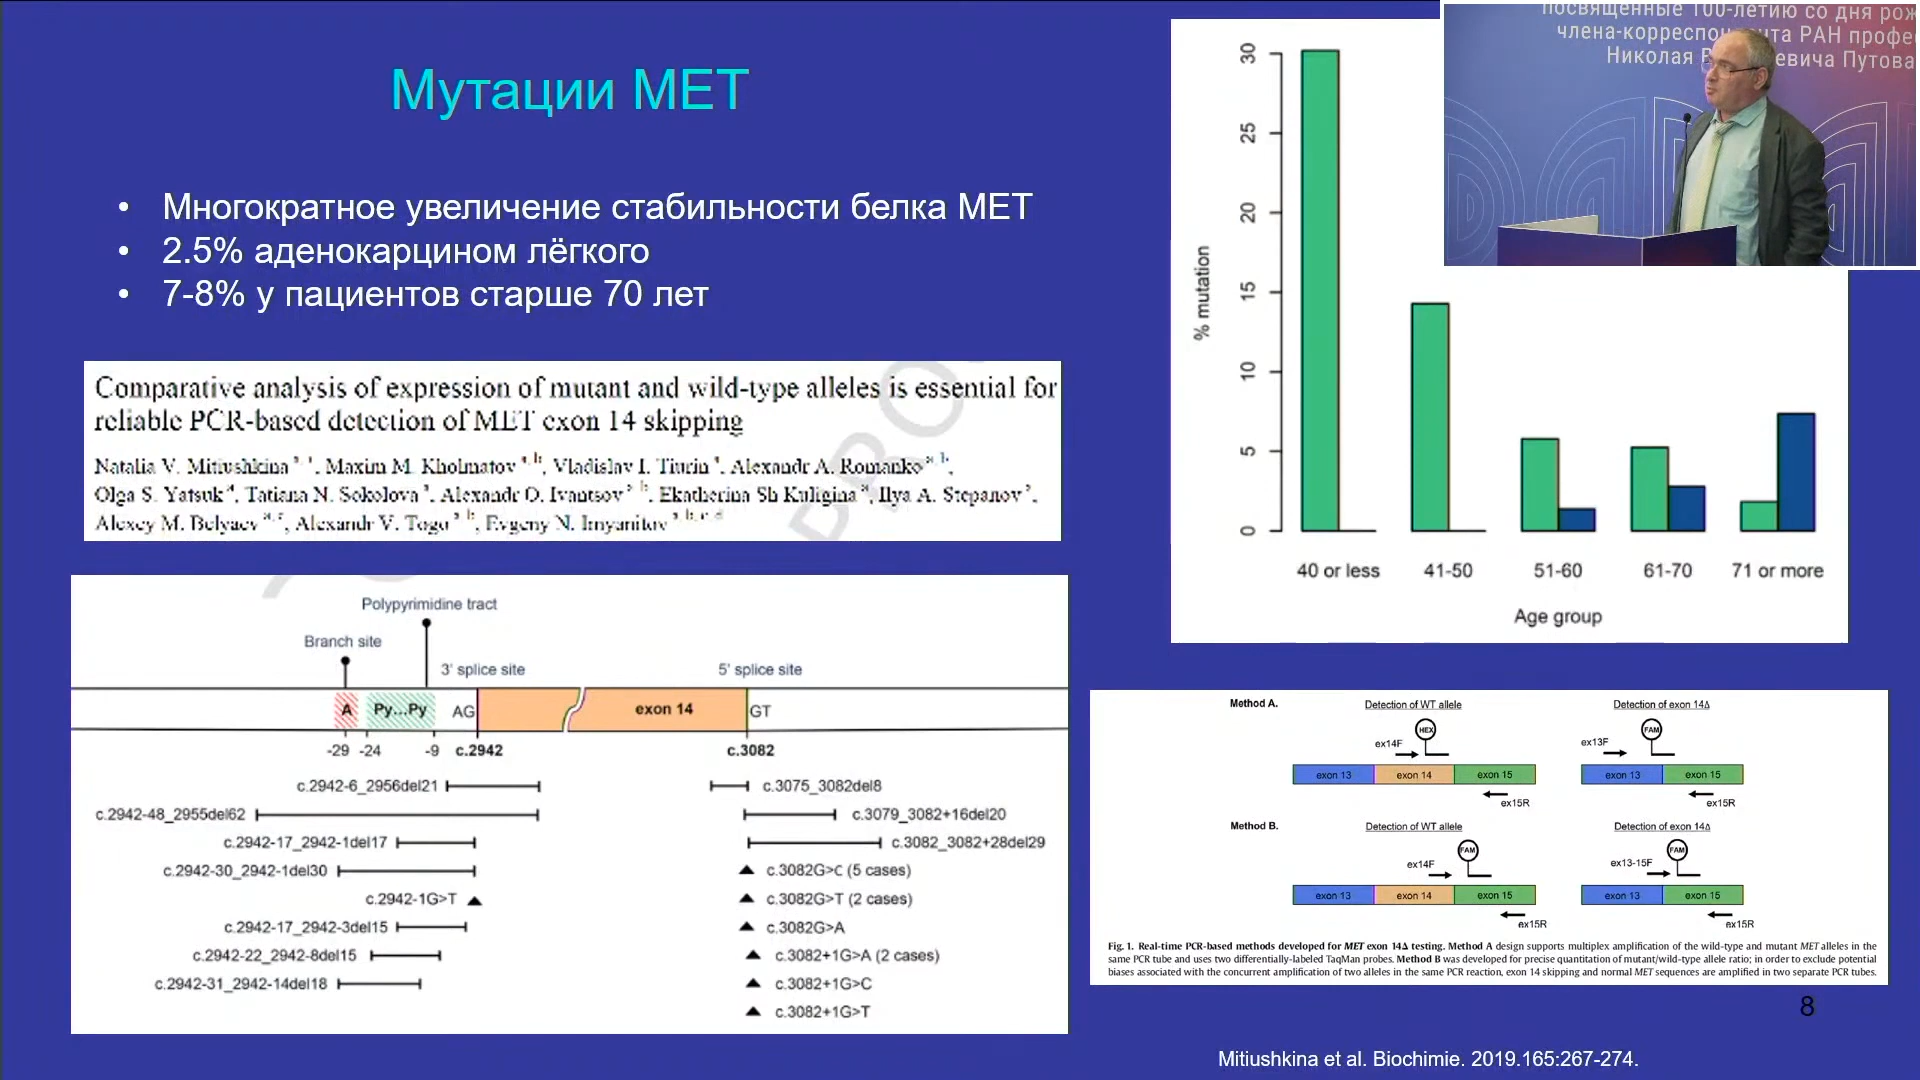 Мутации МЕТ
• Многократное увеличение стабильности белка МЕТ
• 2.5% аденокарцином лёгкого
• 7-8% у пациентов старше 70 лет
Comparative analysis of expression of mutant and wild-type alleles is essential for
reliable PCR-based detection of MET exon 14 skipping
Natalia V. Mitiushkina, Maxim M. Kholmatov, Vladislav I. Tiurin, Alexandr A. Romanko,
Olga S. Yatsuk, Tatiana N. Sokolova, Alexandr O. Ivantsov, Ekatherina Sh Kuligina, Ilya A. Stepanov,
Alexey M. Belyaev, Alexandr V. Togo, Evgeny N. Imyanitov
Polypyrimidine tract
Branch site
3' splice site
5' splice site
A
Py...Py
AG
exon 14
GT
-29 -24 -9 c.2942 c.3082
c.2942-6_2956del21
c.2942-48_2955del62
c.2942-17_2942-1del17
c.2942-30_2942-1del30
c.2942-1G>T
c.2942-17_2942-3del15
c.2942-22_2942-8del15
c.2942-31_2942-14del18
c.3075_3082del8
c.3079_3082+16del20
c.3082_3082+28del29
c.3082G>C (5 cases)
c.3082G>T (2 cases)
c.3082G>A
c.3082+1G>A (2 cases)
c.3082+1G>C
c.3082+1G>T
% mutation
30
25
20
15
10
5
0
40 or less 41-50 51-60 61-70 71 or more
Age group
посвященные 100-летию со дня рож
члена-корреспон та РАН профе
Николая В евича Путова
Method A. Detection of WT allele Detection of exon 14Δ
HEX FAM
ex14F ex13F
exon 13 exon 14 exon 15 exon 13 exon 15
ex15R ex15R
Method B. Detection of WT allele Detection of exon 14Δ
FAM FAM
ex14F ex13-15F
exon 13 exon 14 exon 15 exon 13 exon 15
ex15R ex15R
Fig. 1. Real-time PCR-based methods developed for MET exon 14Δ testing. Method A design supports multiplex amplification of the wild-type and mutant MET alleles in the
same PCR tube and uses two differentially-labeled TaqMan probes. Method B was developed for precise quantitation of mutant/wild-type allele ratio; in order to exclude potential
biases associated with the concurrent amplification of two alleles in the same PCR reaction, exon 14 skipping and normal MET sequences are amplified in two separate PCR tubes.
8
Mitiushkina et al. Biochimie. 2019.165:267-274.